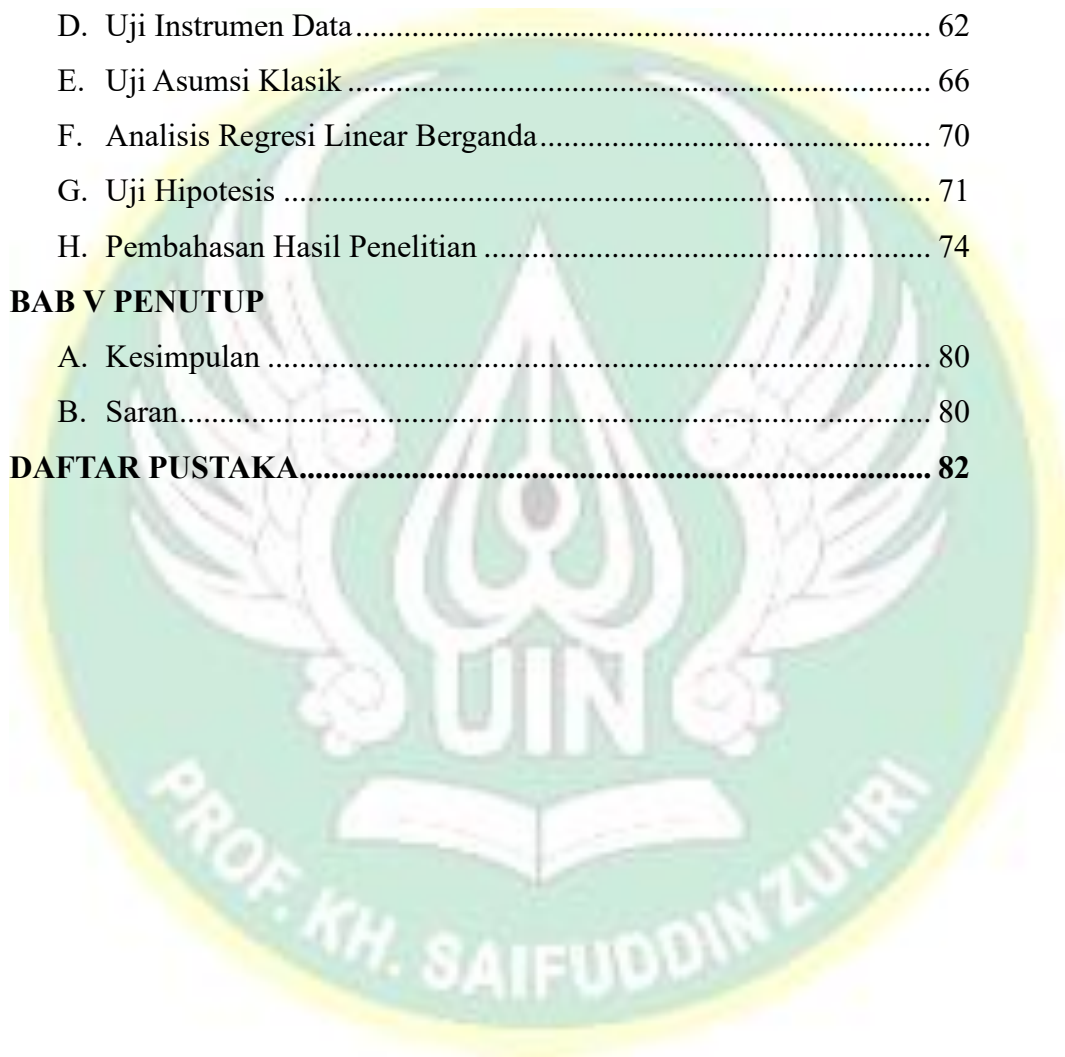 D. Uji Instrumen Data.................................................................................. 62
E. Uji Asumsi Klasik ................................................................................... 66
F. Analisis Regresi Linear Berganda........................................................ 70
G. Uji Hipotesis ............................................................................................ 71
H. Pembahasan Hasil Penelitian ................................................................ 74
BAB V PENUTUP
A. Kesimpulan .............................................................................................. 80
B. Saran........................................................................................................... 80
DAFTAR PUSTAKA.......................................................................................... 82
UIN
PROF. KH. SAIFUDDIN ZUHRI